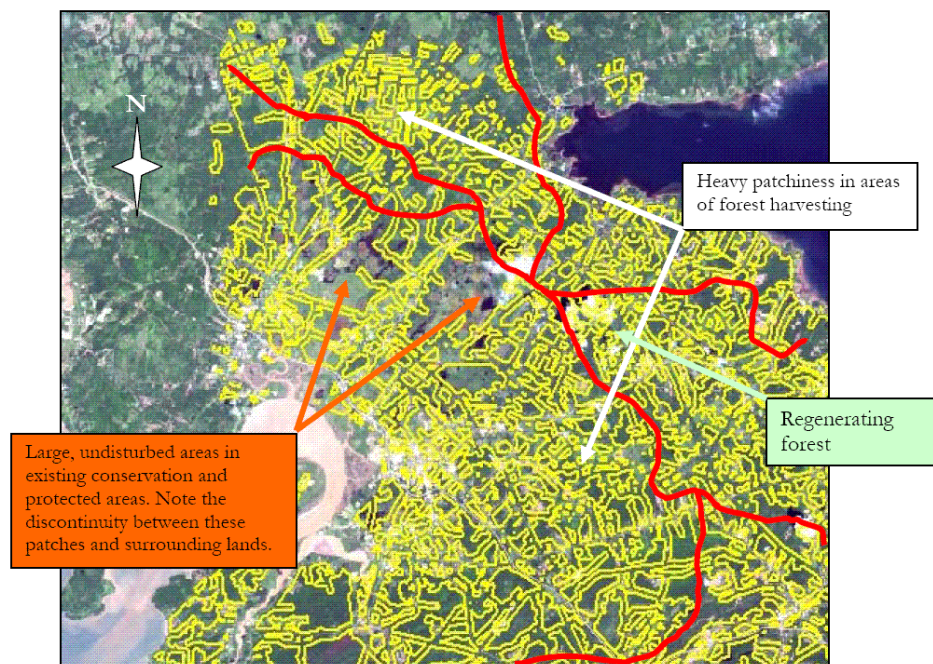 N
Heavy patchiness in areas
of forest harvesting
Regenerating
forest
Large, undisturbed areas in
existing conservation and
protected areas. Note the
discontinuity between these
patches and surrounding lands.